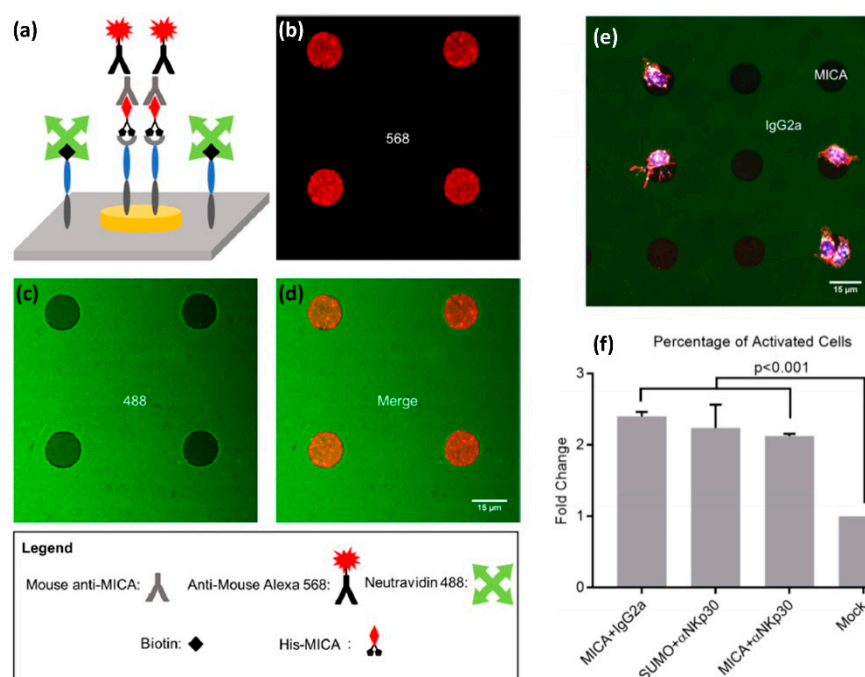 (a)
(b)
568
(c)
488
(d)
Merge
15 µm
(e)
MICA
IgG2a
15 µm
(f)
Percentage of Activated Cells
p<0.001
Fold Change
3
2
1
0
MICA+IgG2a
SUMO+αNKp30
MICA+αNKp30
Mock
Legend
Mouse anti-MICA:
Anti-Mouse Alexa 568:
Neutravidin 488:
Biotin:
His-MICA :